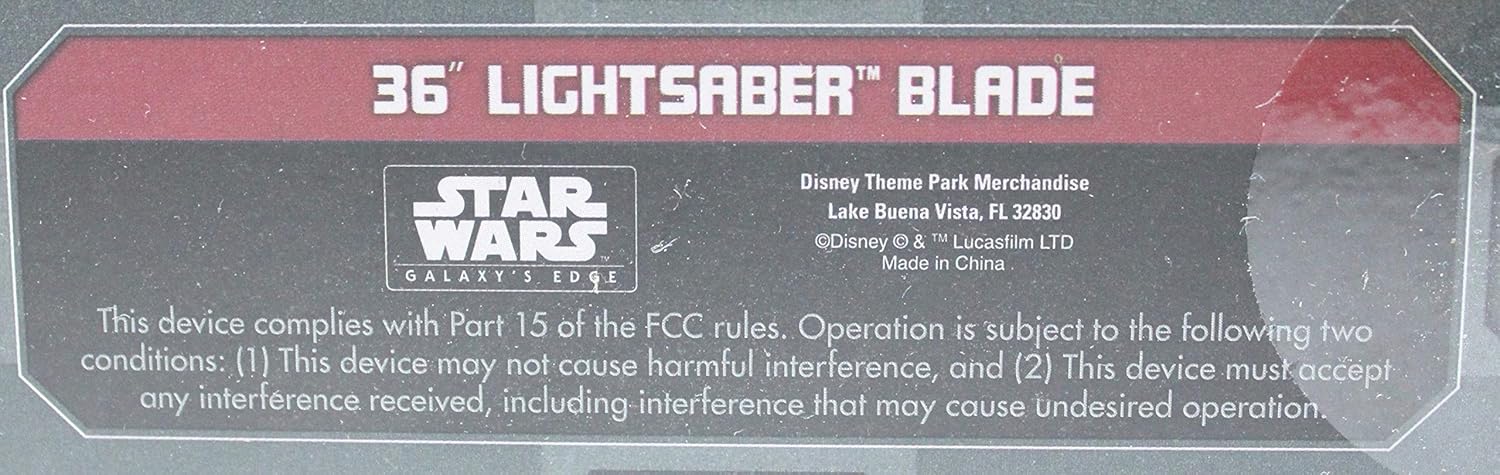 36" LIGHTSABER™ BLADE
STAR
WARS™
GALAXY'S EDGE
Disney Theme Park Merchandise
Lake Buena Vista, FL 32830
©Disney © & ™ Lucasfilm LTD
Made in China
This device complies with Part 15 of the FCC rules. Operation is subject to the following two
conditions: (1) This device may not cause harmful interference, and (2) This device must accept
any interference received, including interference that may cause undesired operation.